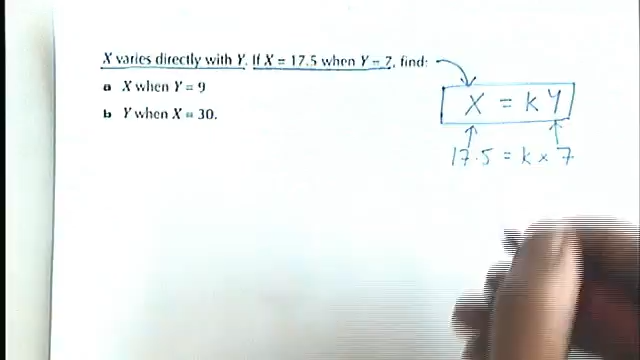 X varies directly with Y. If X = 17.5 when Y = 7, find:
a X when Y = 9
b Y when X = 30.
X = kY
17.5 = k × 7